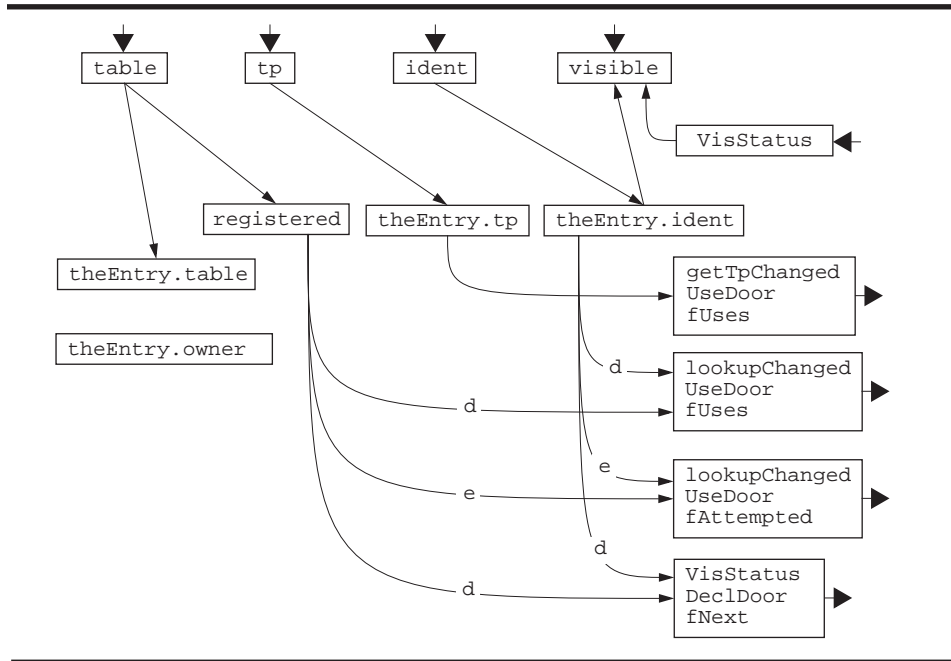 table
tp
ident
visible
VisStatus
registered
theEntry.tp
theEntry.ident
theEntry.table
getTpChanged
UseDoor
fUses
theEntry.owner
d
lookupChanged
UseDoor
fUses
d
e
lookupChanged
UseDoor
fAttempted
e
d
VisStatus
DeclDoor
fNext
d